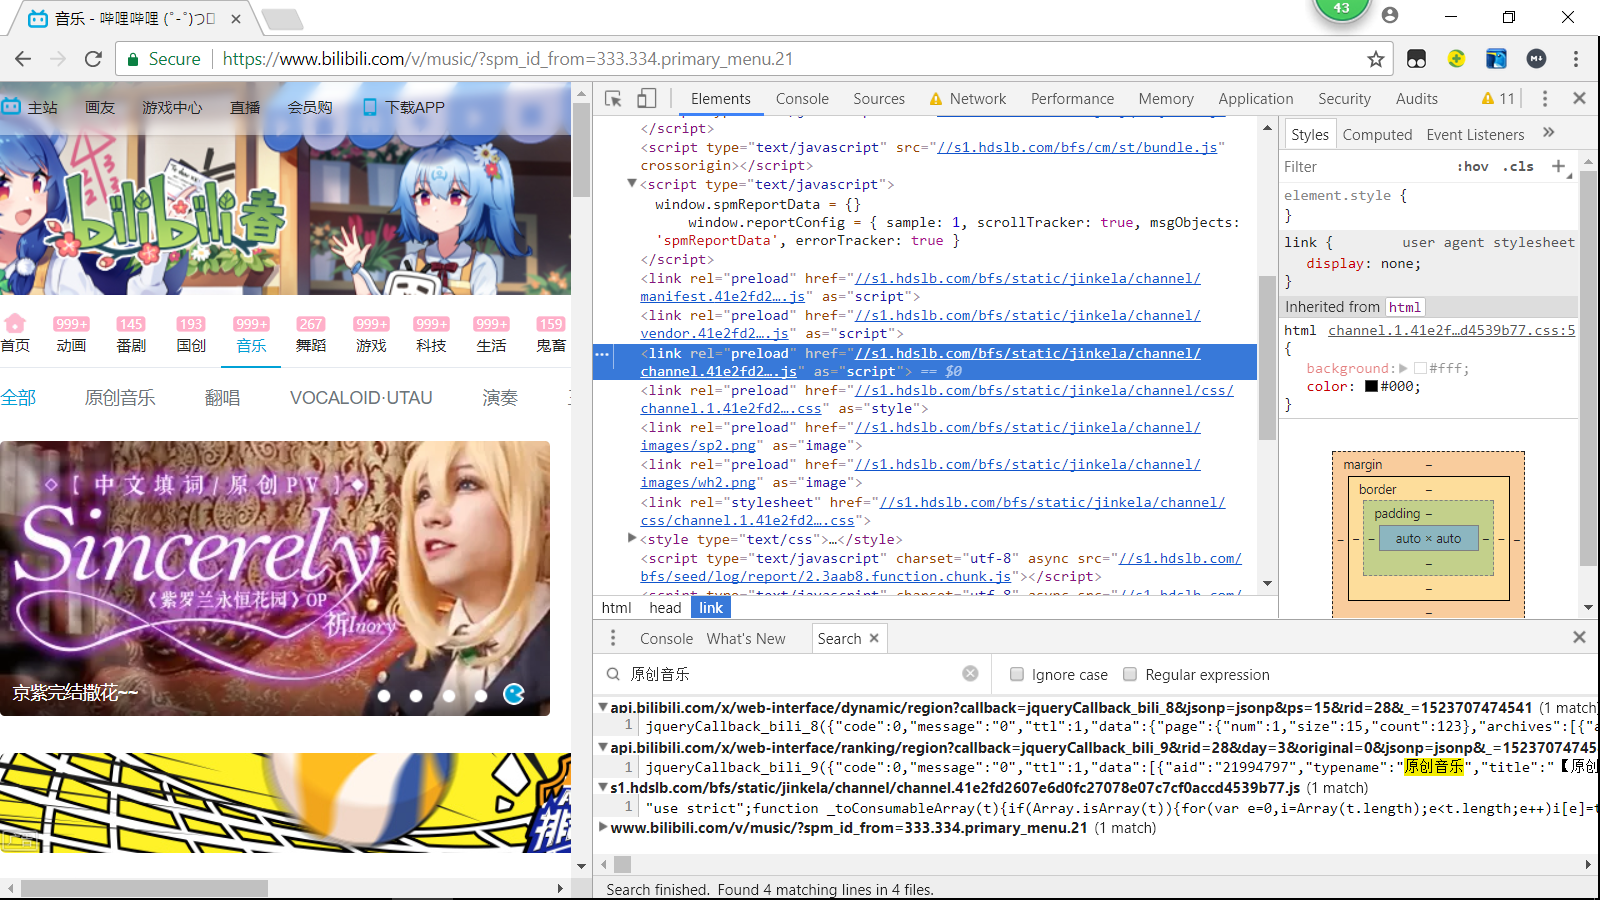 43
音乐 - 哔哩哔哩 (゜-゜)つロ
Secure https://www.bilibili.com/v/music/?spm_id_from=333.334.primary_menu.21
主站 画友 游戏中心 直播 会员购 下载APP
bilibili春
999+ 145 193 999+ 267 999+ 999+ 999+ 159
首页 动画 番剧 国创 音乐 舞蹈 游戏 科技 生活 鬼畜
全部 原创音乐 翻唱 VOCALOID·UTAU 演奏
[中文填词/原创PV]
Sincerely
《紫罗兰永恒花园》OP
祈Inory
京紫完结撒花~~
广告
Elements Console Sources Network Performance Memory Application Security Audits 11
</script>
<script type="text/javascript" src="//s1.hdslb.com/bfs/cm/st/bundle.js"
crossorigin></script>
<script type="text/javascript">
window.spmReportData = {}
window.reportConfig = { sample: 1, scrollTracker: true, msgObjects:
'spmReportData', errorTracker: true }
</script>
<link rel="preload" href="//s1.hdslb.com/bfs/static/jinkela/channel/
manifest.41e2fd2….js" as="script">
<link rel="preload" href="//s1.hdslb.com/bfs/static/jinkela/channel/
vendor.41e2fd2….js" as="script">
<link rel="preload" href="//s1.hdslb.com/bfs/static/jinkela/channel/
channel.41e2fd2….js" as="script"> == $0
<link rel="preload" href="//s1.hdslb.com/bfs/static/jinkela/channel/css/
channel.1.41e2fd2….css" as="style">
<link rel="preload" href="//s1.hdslb.com/bfs/static/jinkela/channel/
images/sp2.png" as="image">
<link rel="preload" href="//s1.hdslb.com/bfs/static/jinkela/channel/
images/wh2.png" as="image">
<link rel="stylesheet" href="//s1.hdslb.com/bfs/static/jinkela/channel/
css/channel.1.41e2fd2….css">
<style type="text/css">…</style>
<script type="text/javascript" charset="utf-8" async src="//s1.hdslb.com/
bfs/seed/log/report/2.3aab8.function.chunk.js"></script>
<script type="text/javascript" charset="utf-8" async src="//s1.hdslb.com/
html head link
Styles Computed Event Listeners »
Filter :hov .cls +
element.style {
}
link { user agent stylesheet
display: none;
}
Inherited from html
html channel.1.41e2f…d4539b77.css:5
{
background: #fff;
color: #000;
}
margin –
border –
padding –
– – – auto × auto – – –
–
–
–
Console What's New Search
原创音乐 Ignore case Regular expression
api.bilibili.com/x/web-interface/dynamic/region?callback=jqueryCallback_bili_8&jsonp=jsonp&ps=15&rid=28&_=1523707474541 (1 match)
1 jqueryCallback_bili_8({"code":0,"message":"0","ttl":1,"data":{"page":{"num":1,"size":15,"count":123},"archives":[{"a
api.bilibili.com/x/web-interface/ranking/region?callback=jqueryCallback_bili_9&rid=28&day=3&original=0&jsonp=jsonp&_=15237074745
1 jqueryCallback_bili_9({"code":0,"message":"0","ttl":1,"data":[{"aid":"21994797","typename":"原创音乐","title":"【原创
s1.hdslb.com/bfs/static/jinkela/channel/channel.41e2fd2607e6d0fc27078e07c7cf0accd4539b77.js (1 match)
1 "use strict";function _toConsumableArray(t){if(Array.isArray(t)){for(var e=0,i=Array(t.length);e<t.length;e++)i[e]=t
www.bilibili.com/v/music/?spm_id_from=333.334.primary_menu.21 (1 match)
Search finished. Found 4 matching lines in 4 files.